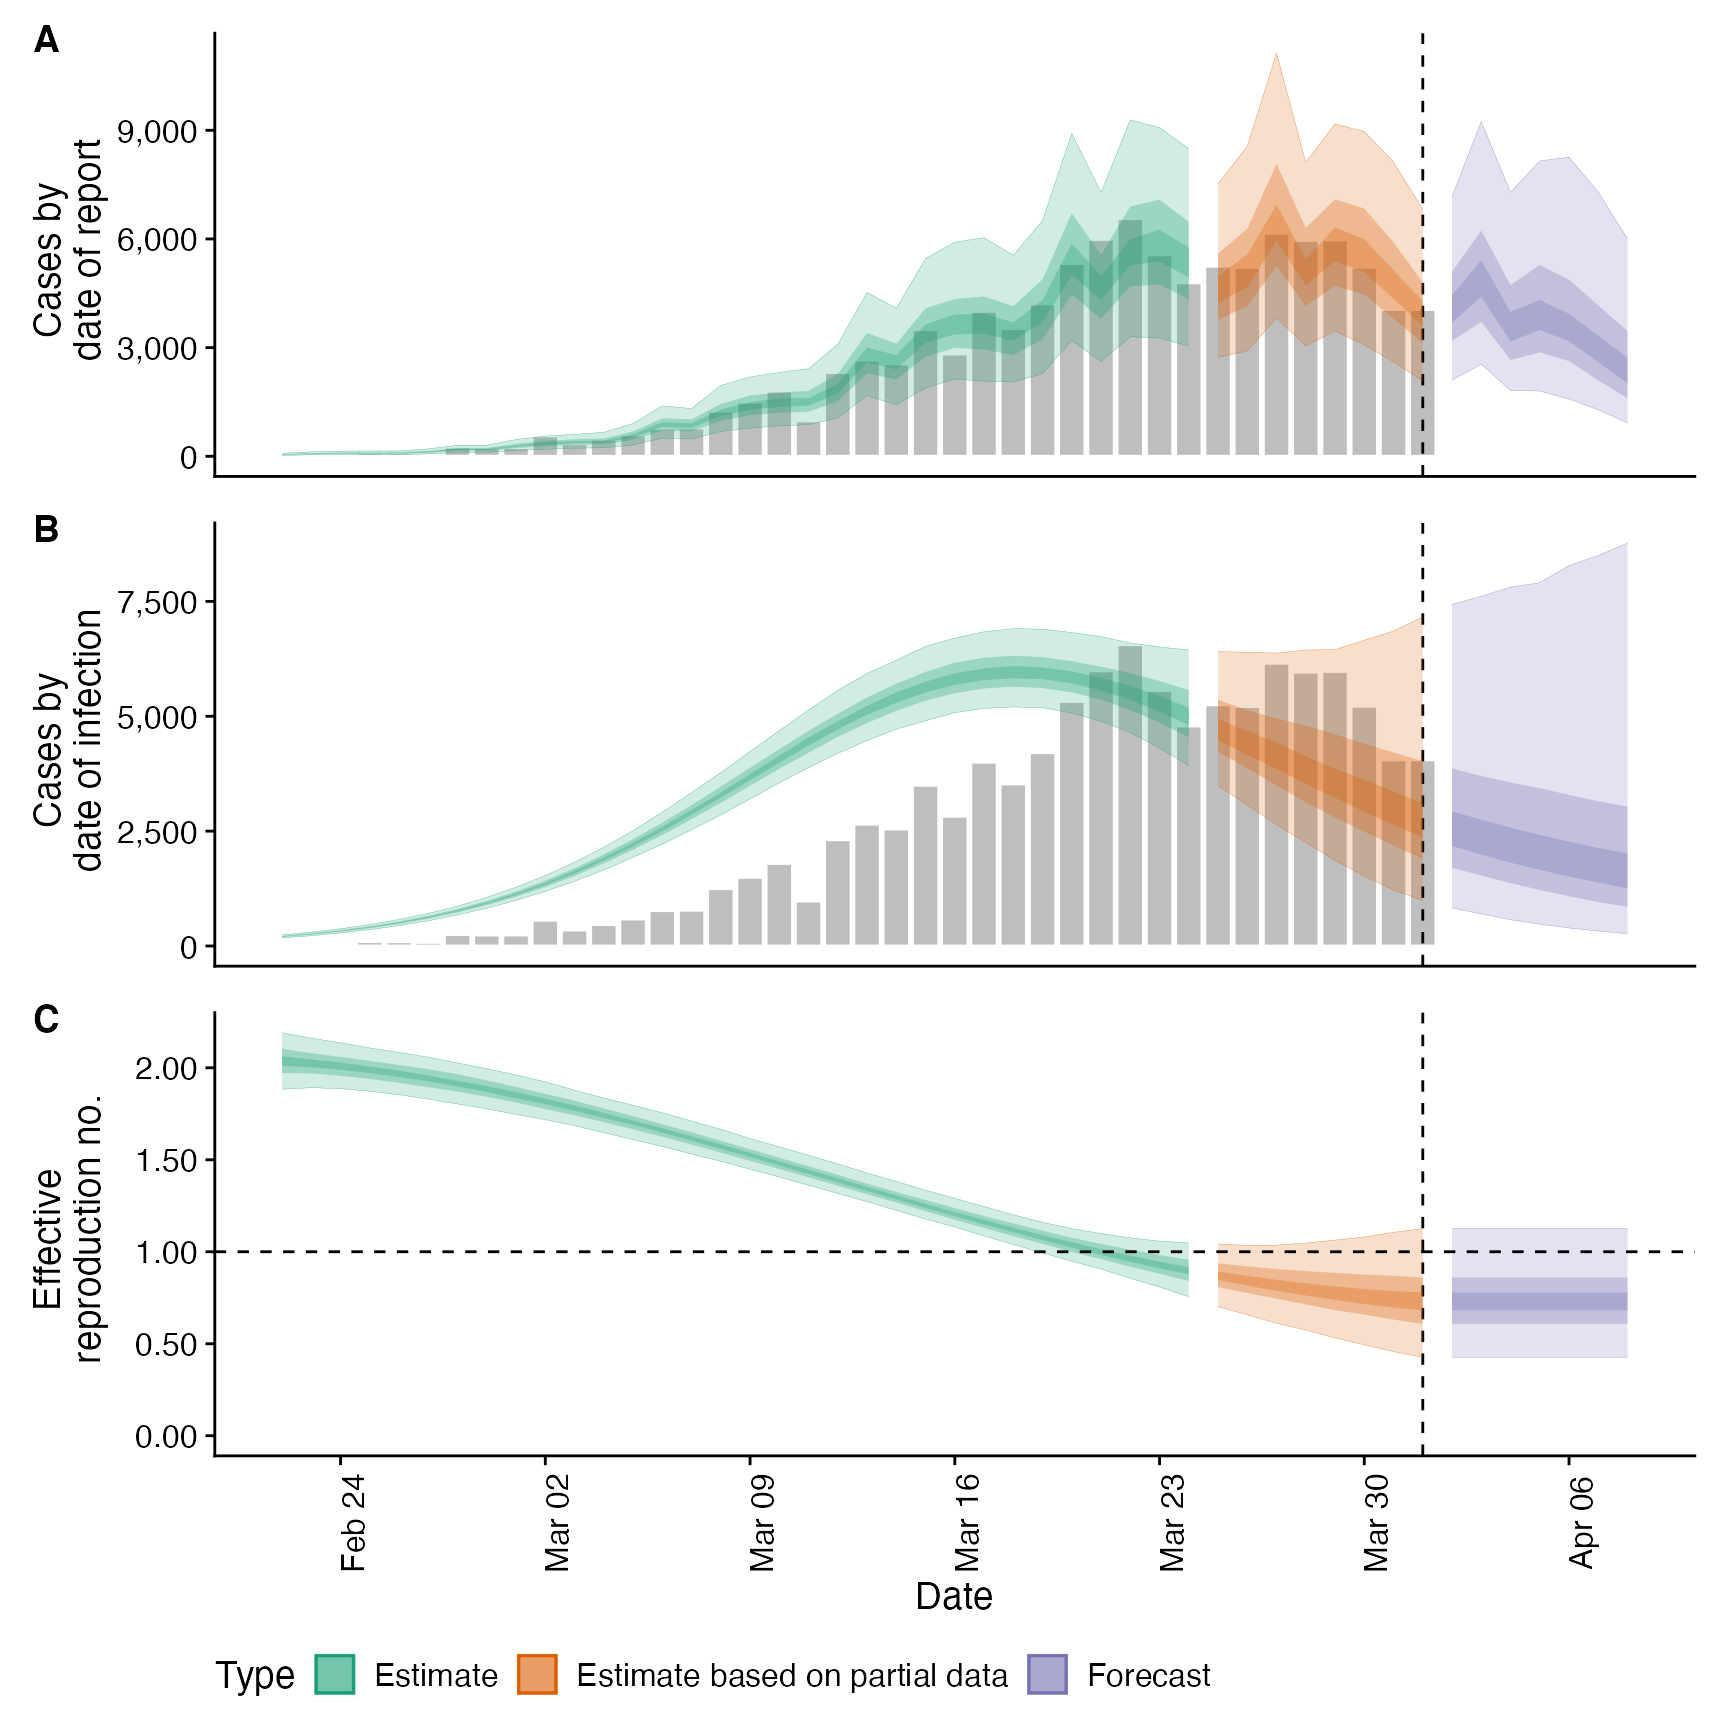 A
Cases by
date of report
9,000
6,000
3,000
0
B
Cases by
date of infection
7,500
5,000
2,500
0
C
Effective
reproduction no.
2.00
1.50
1.00
0.50
0.00
Feb 24
Mar 02
Mar 09
Mar 16
Mar 23
Mar 30
Apr 06
Date
Type Estimate Estimate based on partial data Forecast